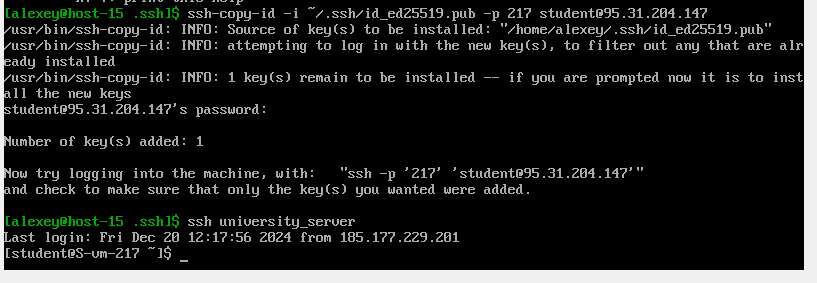 [alexey@host-15 .ssh]$ ssh-copy-id -i ~/.ssh/id_ed25519.pub -p 217 student@95.31.204.147
/usr/bin/ssh-copy-id: INFO: Source of key(s) to be installed: "/home/alexey/.ssh/id_ed25519.pub"
/usr/bin/ssh-copy-id: INFO: attempting to log in with the new key(s), to filter out any that are alr
eady installed
/usr/bin/ssh-copy-id: INFO: 1 key(s) remain to be installed -- if you are prompted now it is to inst
all the new keys
student@95.31.204.147's password:
Number of key(s) added: 1
Now try logging into the machine, with:   "ssh -p '217' 'student@95.31.204.147'"
and check to make sure that only the key(s) you wanted were added.
[alexey@host-15 .ssh]$ ssh university_server
Last login: Fri Dec 20 12:17:56 2024 from 185.177.229.201
[student@S-vm-217 ~]$ _